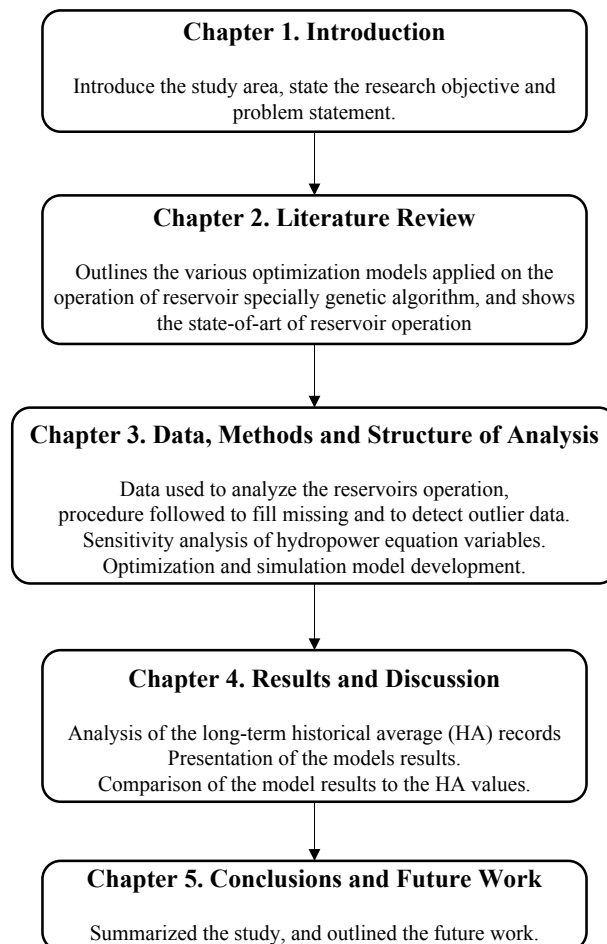 Chapter 1. Introduction
Introduce the study area, state the research objective and
problem statement.
Chapter 2. Literature Review
Outlines the various optimization models applied on the
operation of reservoir specially genetic algorithm, and shows
the state-of-art of reservoir operation
Chapter 3. Data, Methods and Structure of Analysis
Data used to analyze the reservoirs operation,
procedure followed to fill missing and to detect outlier data.
Sensitivity analysis of hydropower equation variables.
Optimization and simulation model development.
Chapter 4. Results and Discussion
Analysis of the long-term historical average (HA) records
Presentation of the models results.
Comparison of the model results to the HA values.
Chapter 5. Conclusions and Future Work
Summarized the study, and outlined the future work.